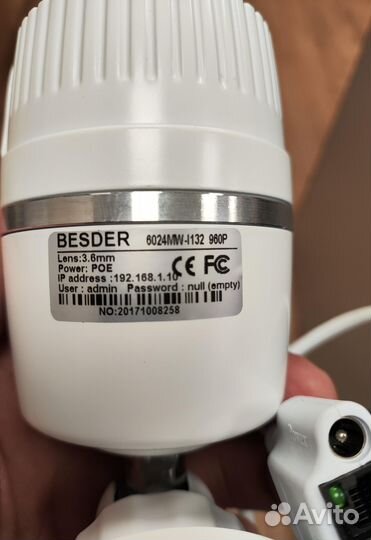 BESDER 6024MW-I132 960P
Lens:3.6mm
Power: POE
CE FC
IP address :192.168.1.10
User : admin Password : null (empty)
NO:20171008258
Avito